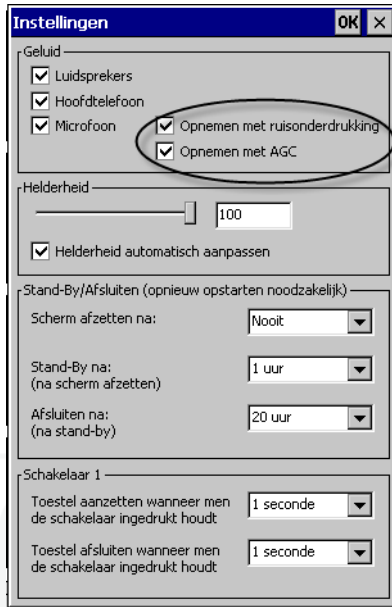 Instellingen OK ×
Geluid
Luidsprekers
Hoofdtelefoon
Microfoon Opnemen met ruisonderdrukking
Opnemen met AGC
Helderheid
100
Helderheid automatisch aanpassen
Stand-By/Afsluiten (opnieuw opstarten noodzakelijk)
Scherm afzetten na: Nooit
Stand-By na: 1 uur
(na scherm afzetten)
Afsluiten na: 20 uur
(na stand-by)
Schakelaar 1
Toestel aanzetten wanneer men 1 seconde
de schakelaar ingedrukt houdt
Toestel afsluiten wanneer men 1 seconde
de schakelaar ingedrukt houdt